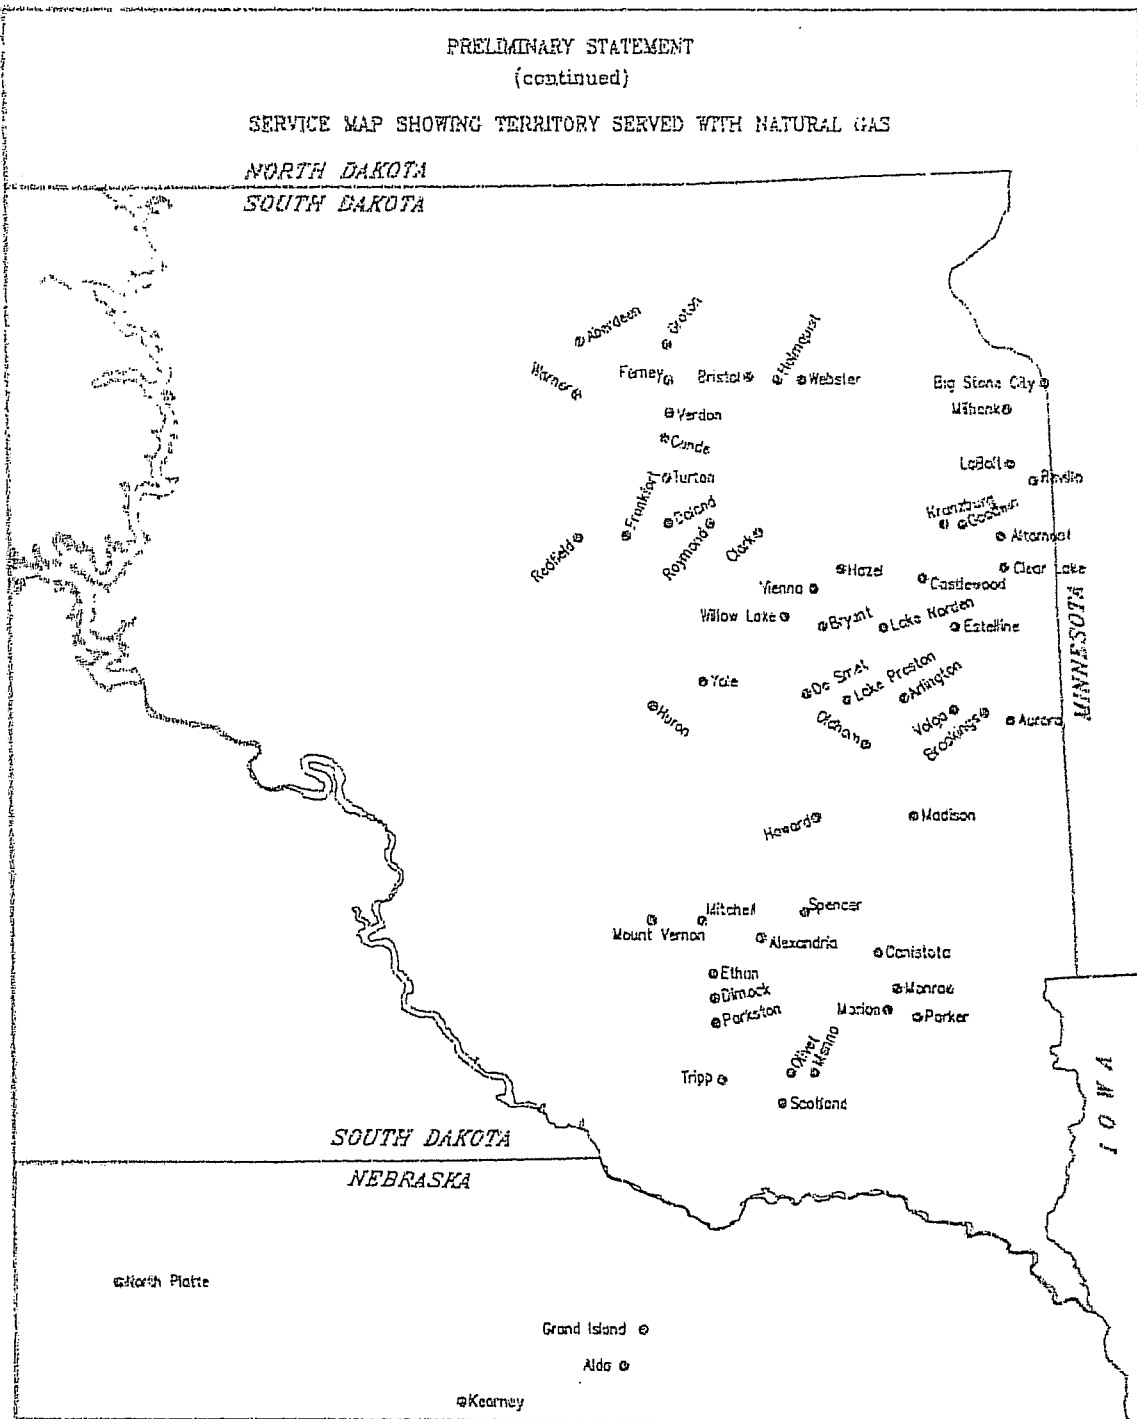 PRELIMINARY STATEMENT
(continued)
SERVICE MAP SHOWING TERRITORY SERVED WITH NATURAL GAS
NORTH DAKOTA
SOUTH DAKOTA
Aberdeen
Groton
Holmquist
Warner
Ferney
Bristol
Webster
Big Stone City
Milbank
Verdon
Conde
LaBolt
Revillo
Turton
Frankfort
Doland
Kranzburg
Goodwin
Redfield
Raymond
Clark
Altamont
Hazel
Clear Lake
Vienna
Castlewood
Willow Lake
Bryant
Lake Norden
Estelline
MINNESOTA
Yale
De Smet
Lake Preston
Arlington
Huron
Oldham
Volga
Brookings
Aurora
Howard
Madison
Mitchell
Spencer
Mount Vernon
Alexandria
Canistota
Ethan
Dimock
Monroe
Parkston
Marion
Parker
Olivet
Menno
Tripp
Scotland
IOWA
SOUTH DAKOTA
NEBRASKA
North Platte
Grand Island
Alda
Kearney